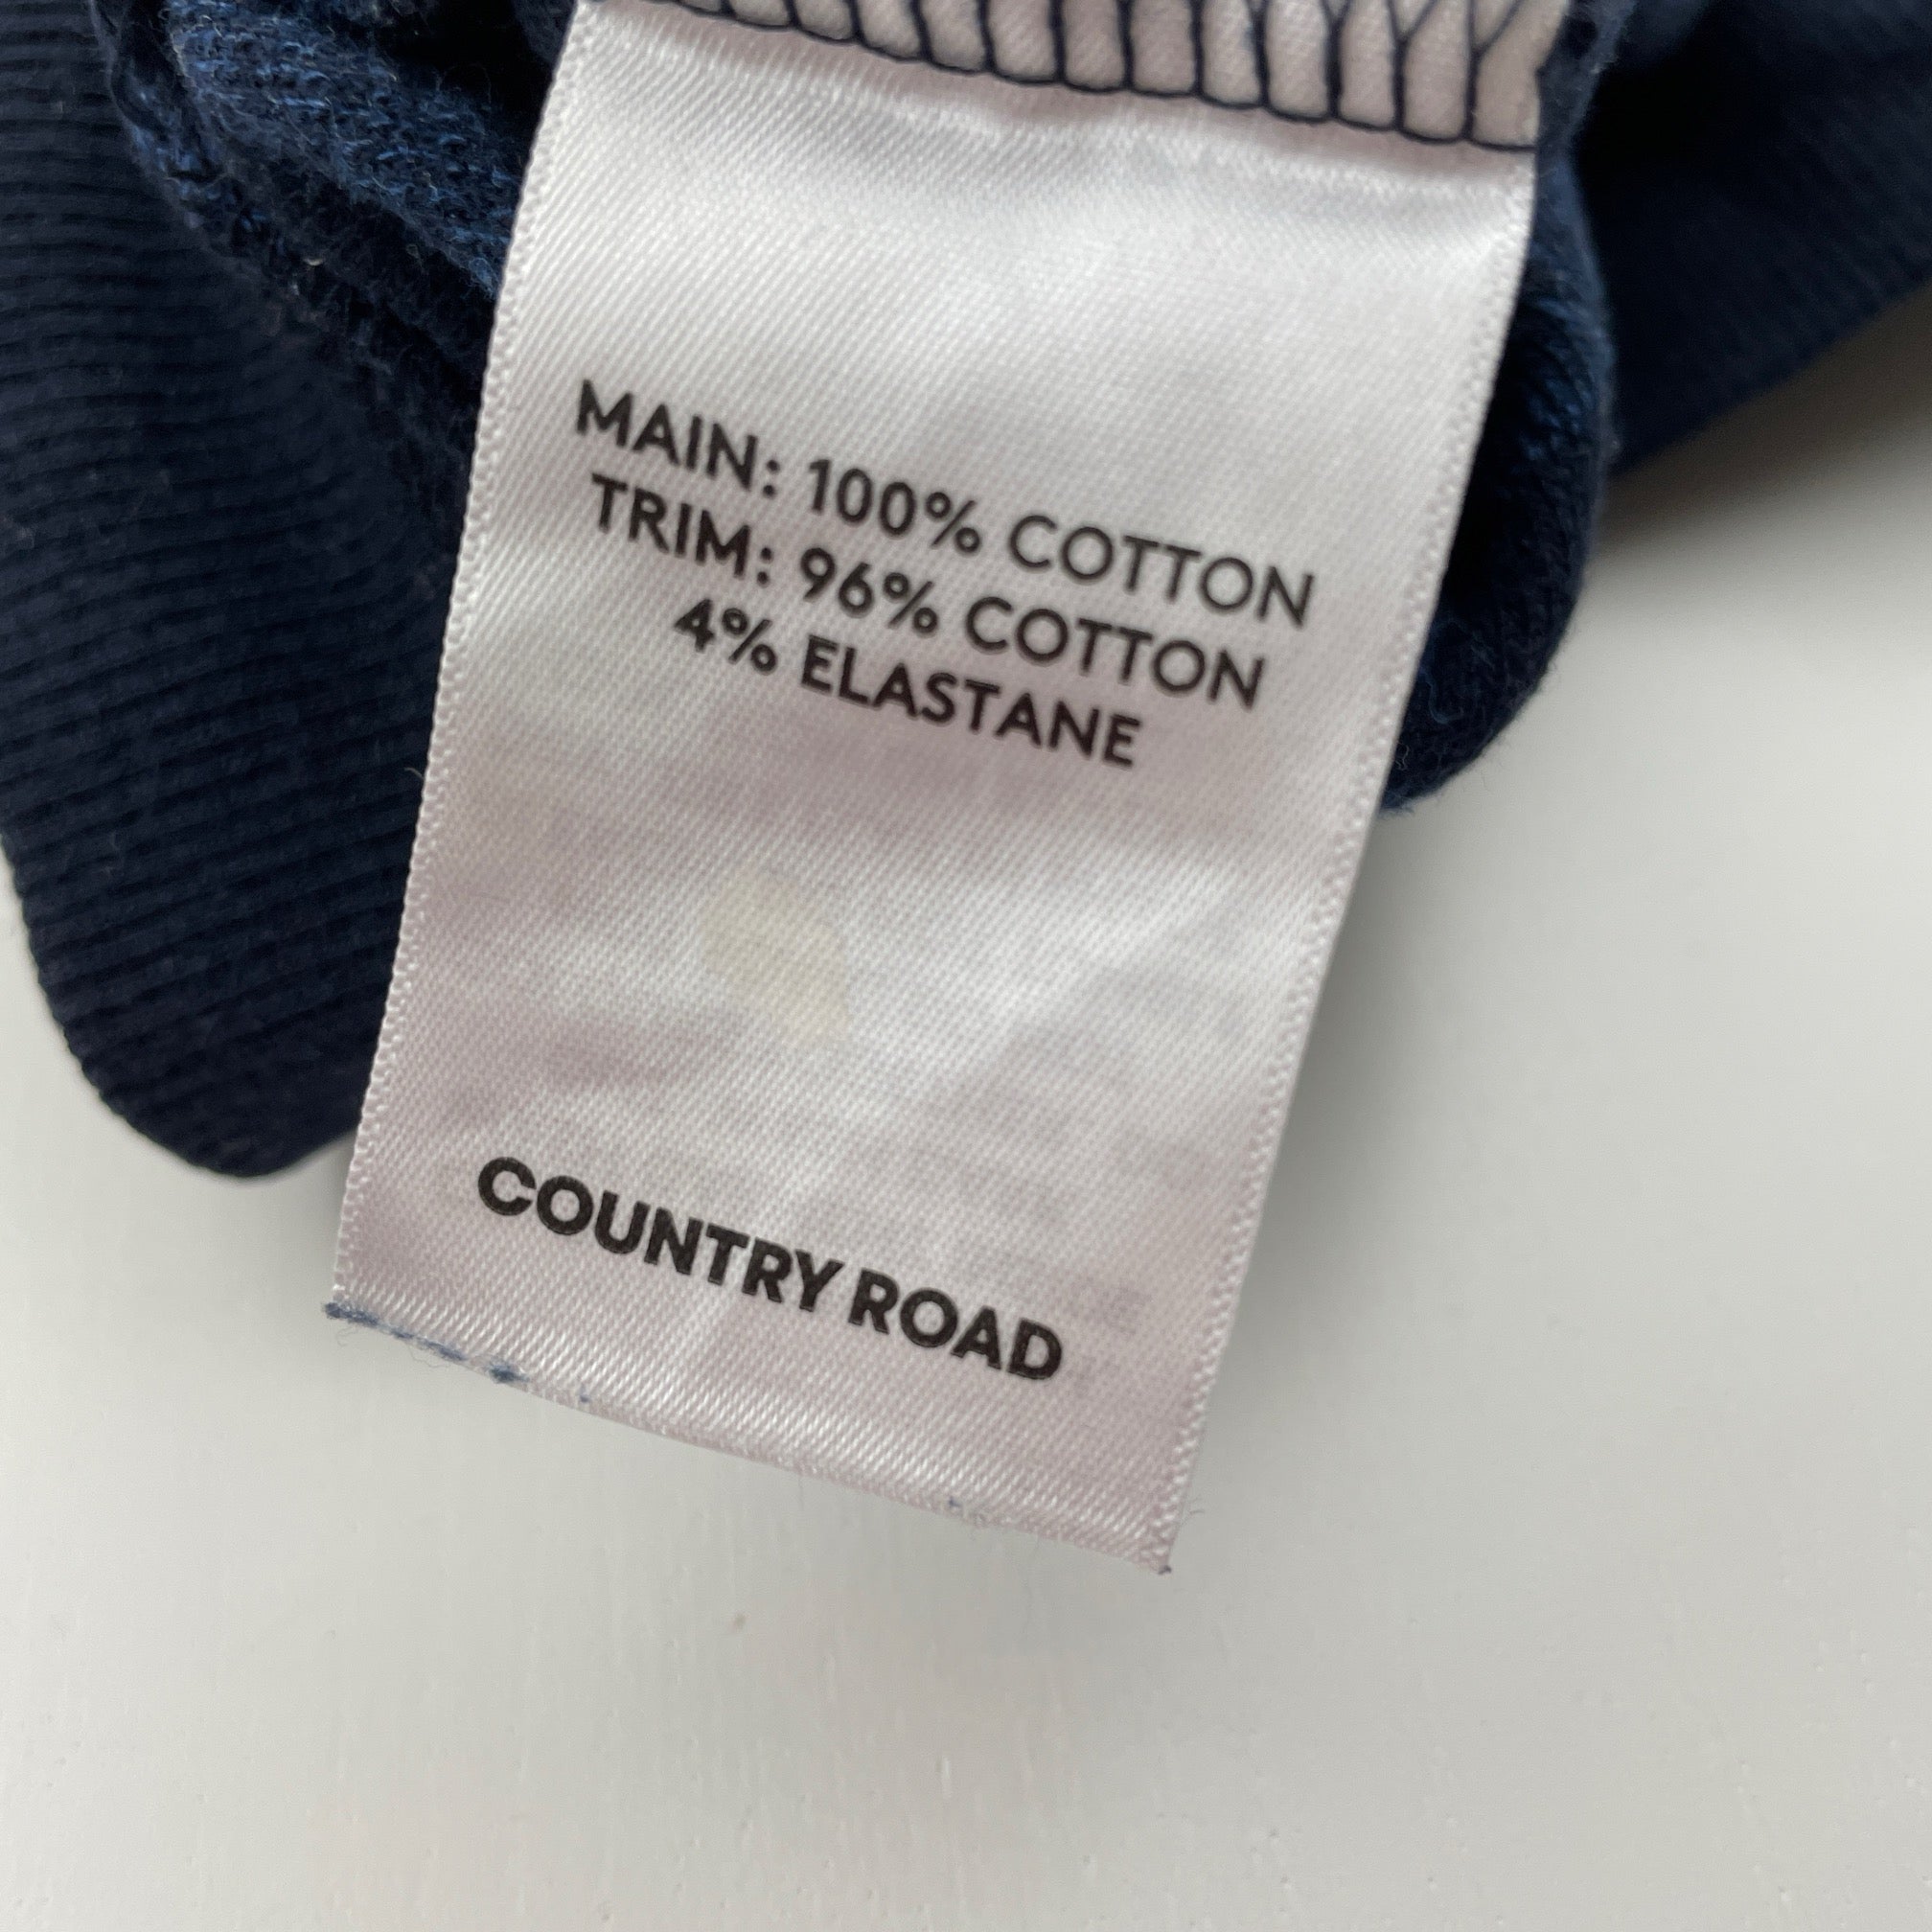 MAIN: 100% COTTON
TRIM: 96% COTTON
4% ELASTANE
COUNTRY ROAD